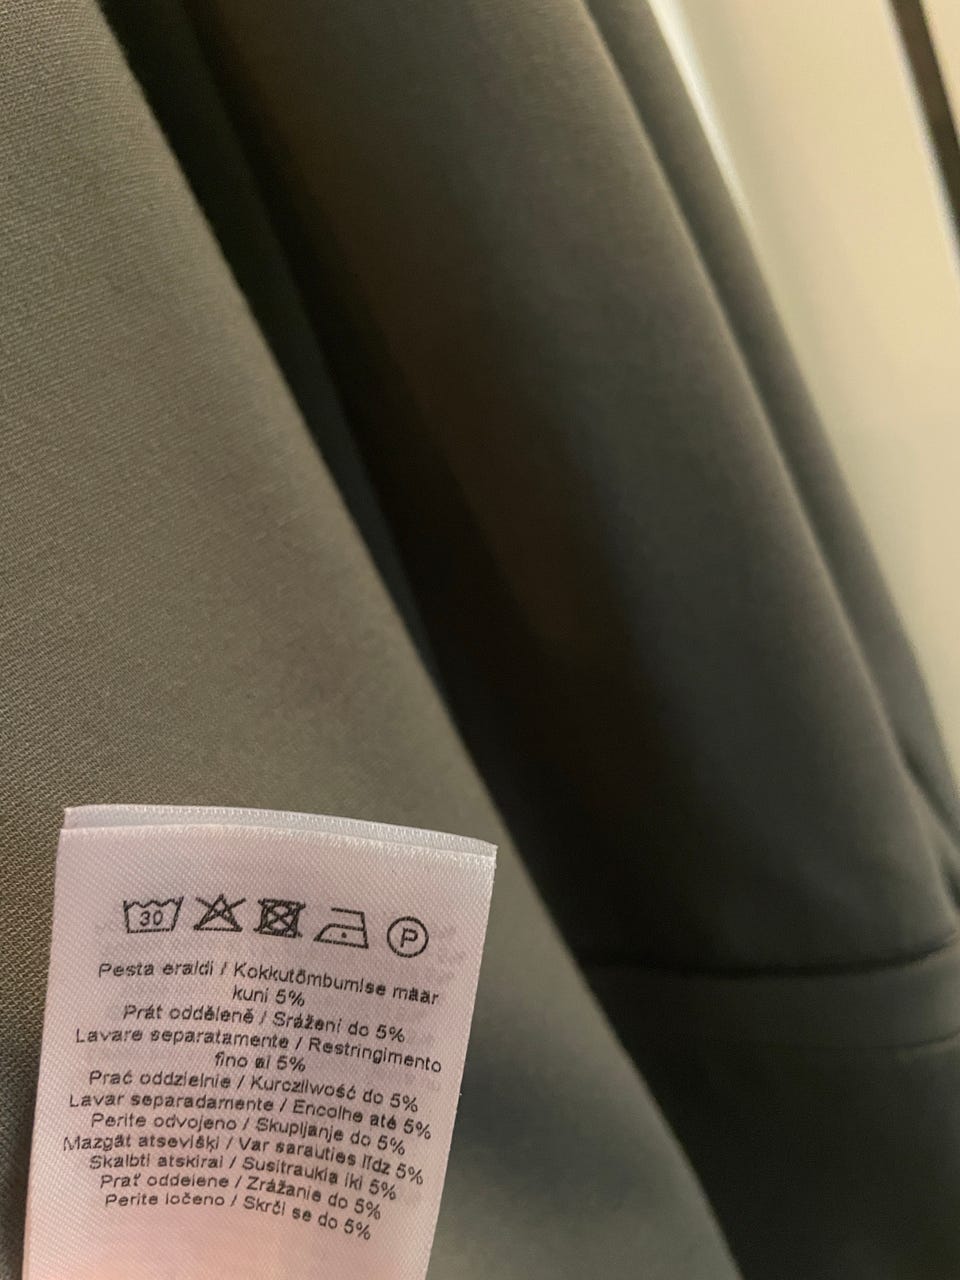 30 P
Pesta eraldi / Kokkutõmbumise määr
kuni 5%
Prát odděleně / Srážení do 5%
Lavare separatamente / Restringimento
fino al 5%
Prać oddzielnie / Kurczliwość do 5%
Lavar separadamente / Encolhe até 5%
Perite odvojeno / Skupljanje do 5%
Mazgāt atsevišķi / Var sarauties līdz 5%
Skalbti atskirai / Susitraukia iki 5%
Prať oddelene / Zrážanie do 5%
Perite ločeno / Skrči se do 5%